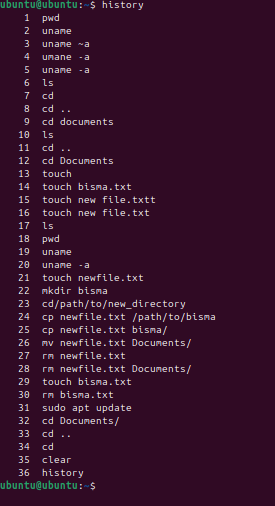 ubuntu@ubuntu:~$ history
1 pwd
2 uname
3 uname ~a
4 umane -a
5 uname -a
6 ls
7 cd
8 cd ..
9 cd documents
10 ls
11 cd ..
12 cd Documents
13 touch
14 touch bisma.txt
15 touch new file.txtt
16 touch new file.txt
17 ls
18 pwd
19 uname
20 uname -a
21 touch newfile.txt
22 mkdir bisma
23 cd/path/to/new_directory
24 cp newfile.txt /path/to/bisma
25 cp newfile.txt bisma/
26 mv newfile.txt Documents/
27 rm newfile.txt
28 rm newfile.txt Documents/
29 touch bisma.txt
30 rm bisma.txt
31 sudo apt update
32 cd Documents/
33 cd ..
34 cd
35 clear
36 history
ubuntu@ubuntu:~$